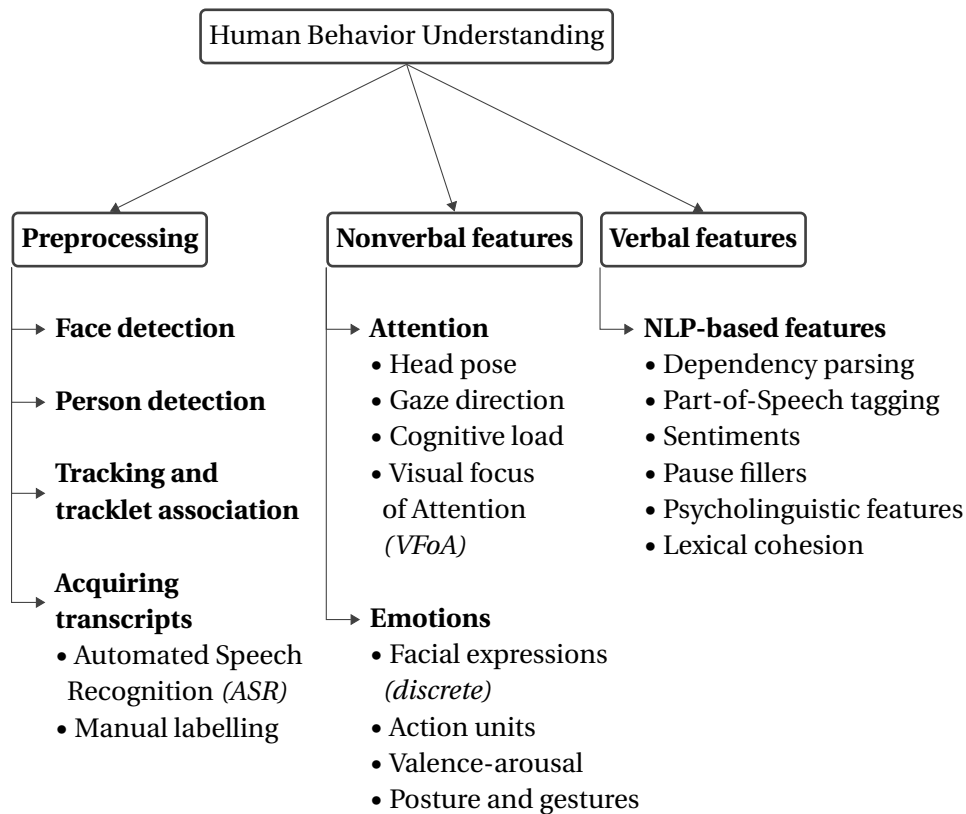 Human Behavior Understanding
Preprocessing
Face detection
Person detection
Tracking and
tracklet association
Acquiring
transcripts
• Automated Speech
Recognition (ASR)
• Manual labelling
Nonverbal features
Attention
• Head pose
• Gaze direction
• Cognitive load
• Visual focus
of Attention
(VFoA)
Emotions
• Facial expressions
(discrete)
• Action units
• Valence-arousal
• Posture and gestures
Verbal features
NLP-based features
• Dependency parsing
• Part-of-Speech tagging
• Sentiments
• Pause fillers
• Psycholinguistic features
• Lexical cohesion